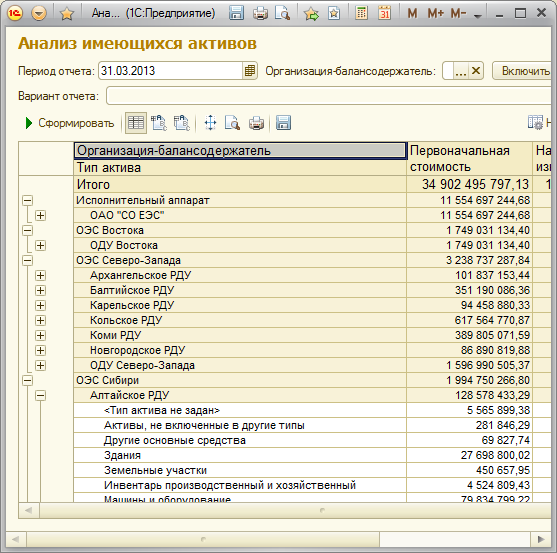 Ана... (1С:Предприятие)
M M+ M-
Анализ имеющихся активов
Период отчета: 31.03.2013 Организация-балансодержатель: ... Включить
Вариант отчета:
Сформировать
Организация-балансодержатель Первоначальная стоимость
Тип актива
Итого 34 902 495 797,13 1
Исполнительный аппарат 11 554 697 244,68
ОАО "СО ЕЭС" 11 554 697 244,68
ОЭС Востока 1 749 031 134,40
ОДУ Востока 1 749 031 134,40
ОЭС Северо-Запада 3 238 737 287,84
Архангельское РДУ 101 837 153,44
Балтийское РДУ 351 190 086,36
Карельское РДУ 94 458 880,33
Кольское РДУ 617 564 770,87
Коми РДУ 389 805 071,59
Новгородское РДУ 86 890 819,88
ОДУ Северо-Запада 1 596 990 505,37
ОЭС Сибири 1 994 750 266,80
Алтайское РДУ 128 578 433,29
<Тип актива не задан> 5 565 899,38
Активы, не включенные в другие типы 281 846,29
Другие основные средства 69 827,74
Здания 27 698 800,02
Земельные участки 450 657,95
Инвентарь производственный и хозяйственный 4 524 809,43
Машины и оборудование 79 834 799,22